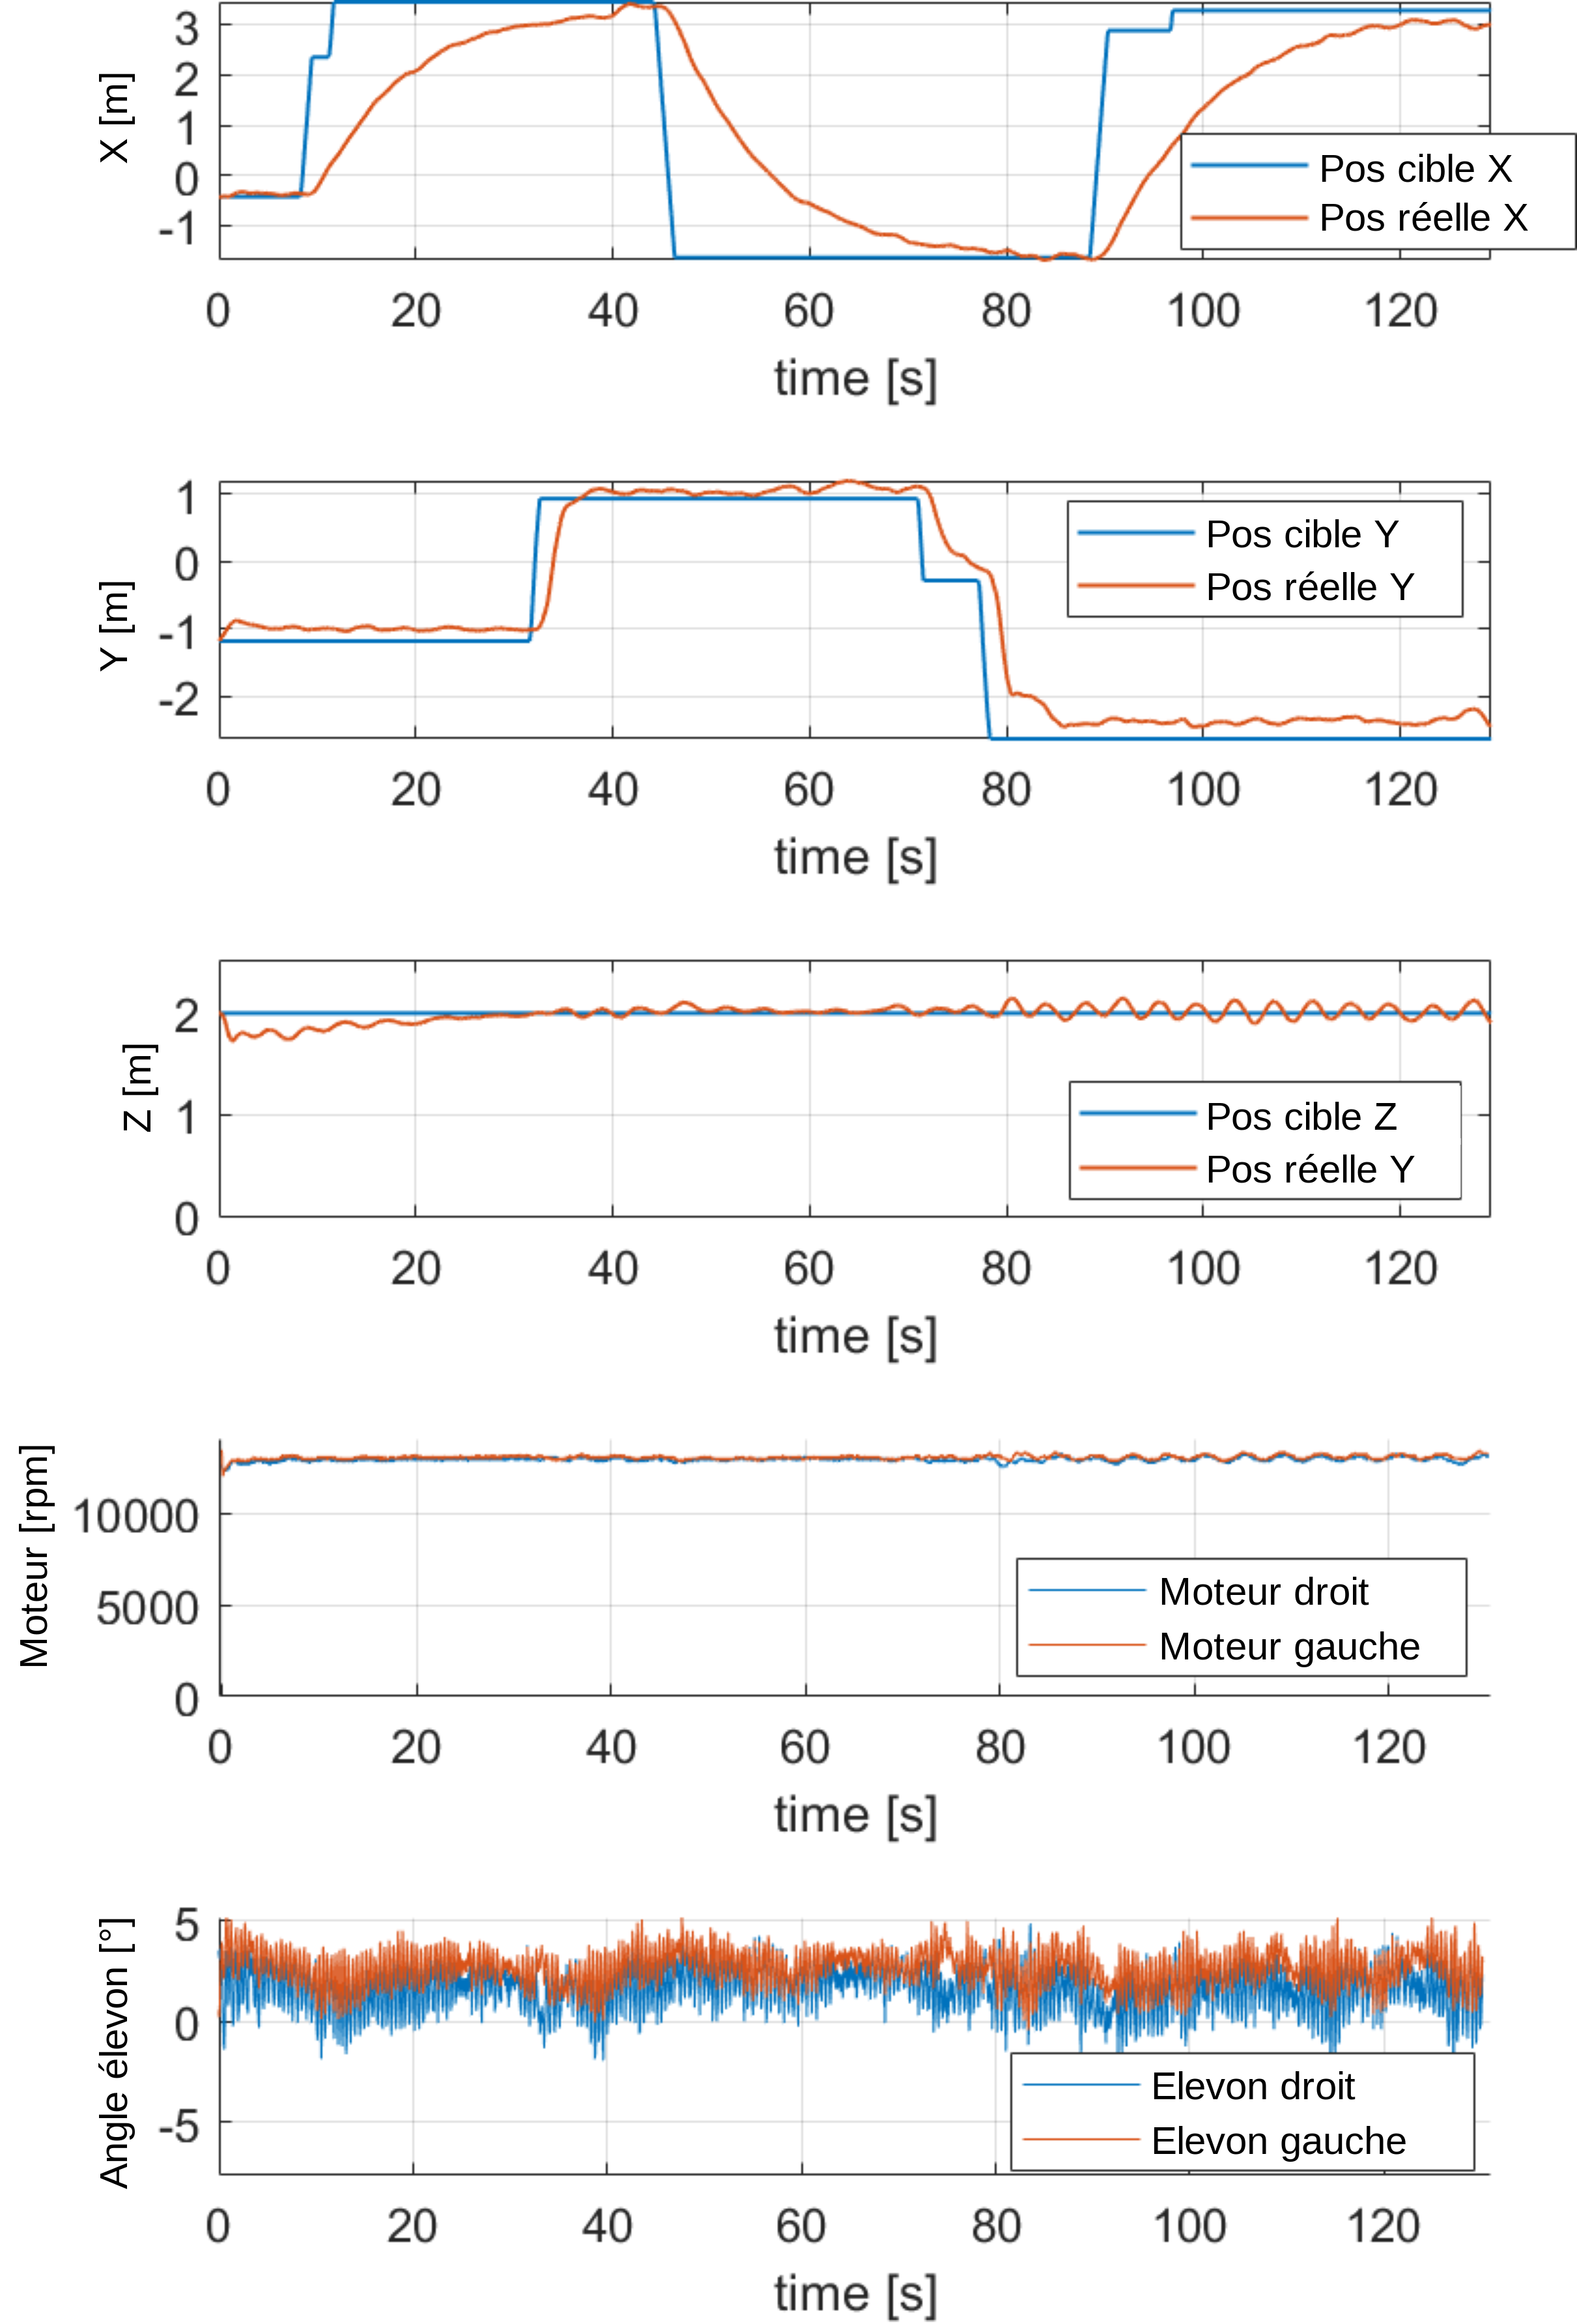 X [m]
3
2
1
0
-1
Pos cible X
Pos réelle X
0 20 40 60 80 100 120
time [s]
Y [m]
1
0
-1
-2
Pos cible Y
Pos réelle Y
0 20 40 60 80 100 120
time [s]
Z [m]
2
1
0
Pos cible Z
Pos réelle Y
0 20 40 60 80 100 120
time [s]
Moteur [rpm]
10000
5000
0
Moteur droit
Moteur gauche
0 20 40 60 80 100 120
time [s]
Angle élevon [°]
5
0
-5
Elevon droit
Elevon gauche
0 20 40 60 80 100 120
time [s]